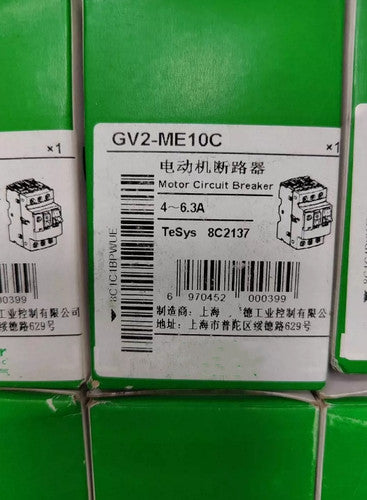 GV2-ME10C
×1
×1
电动机断路器
Motor Circuit Breaker
4~6.3A
TeSys 8C2137
8C1C1BPWUE
6 970452 000399
制造商: 上海 德工业控制有限公司
地址: 上海市普陀区绥德路629号
000399
工业控制有限公司
绥德路629号